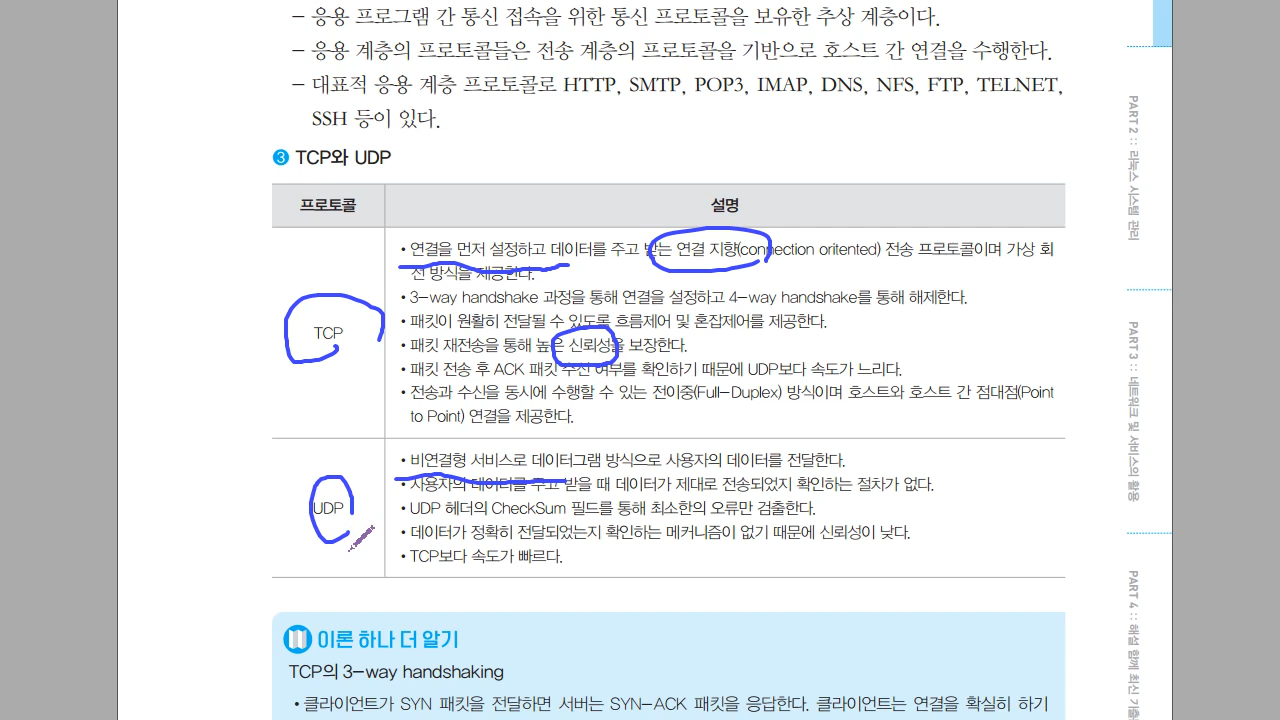 – 응용 프로그램 간 통신 접속을 위한 통신 프로토콜을 보유한 추상 계층이다.
– 응용 계층의 프로토콜들은 전송 계층의 프로토콜을 기반으로 호스트 간 연결을 수행한다.
– 대표적 응용 계층 프로토콜로 HTTP, SMTP, POP3, IMAP, DNS, NFS, FTP, TELNET,
SSH 등이 있다.
3 TCP와 UDP
프로토콜
설명
TCP
• 연결을 먼저 설정하고 데이터를 주고 받는 연결 지향(connection oritented) 전송 프로토콜이며 가상 회
선 방식을 제공한다.
• 3-way handshake 과정을 통해 연결을 설정하고 4-way handshake을 통해 해제한다.
• 패킷이 원활히 전달될 수 있도록 흐름제어 및 혼잡제어를 제공한다.
• 패킷 재전송을 통해 높은 신뢰성을 보장한다.
• 패킷 전송 후 ACK 패킷 수신 여부를 확인하기 때문에 UDP보다 속도가 느리다.
• 전송과 수신을 동시에 수행할 수 있는 전이중(Full-Duplex) 방식이며 호스트와 호스트 간 점대점(Point
to Point) 연결을 제공한다.
UDP
• 비연결형 서비스로 데이터그램 방식으로 사용자의 데이터를 전달한다.
• 사용자의 데이터를 주고 받을 때 데이터가 제대로 전송되었지 확인하는 절차가 없다.
• UDP 헤더의 CheckSum 필드를 통해 최소한의 오류만 검출한다.
• 데이터가 정확히 전달되었는지 확인하는 메커니즘이 없기 때문에 신뢰성이 낮다.
• TCP보다 속도가 빠르다.
이론 하나 더 알기
TCP의 3-way handshaking
• 클라이언트가 SYN 패킷을 전달하면 서버는 SYN-ACK 패킷을 응답한다. 클라이언트는 연결을 확실히 하기
PART 2 :: 리눅스 시스템 관리
PART 3 :: 네트워크 및 서비스의 활용
PART 4 :: 해설 함께 최신 기출